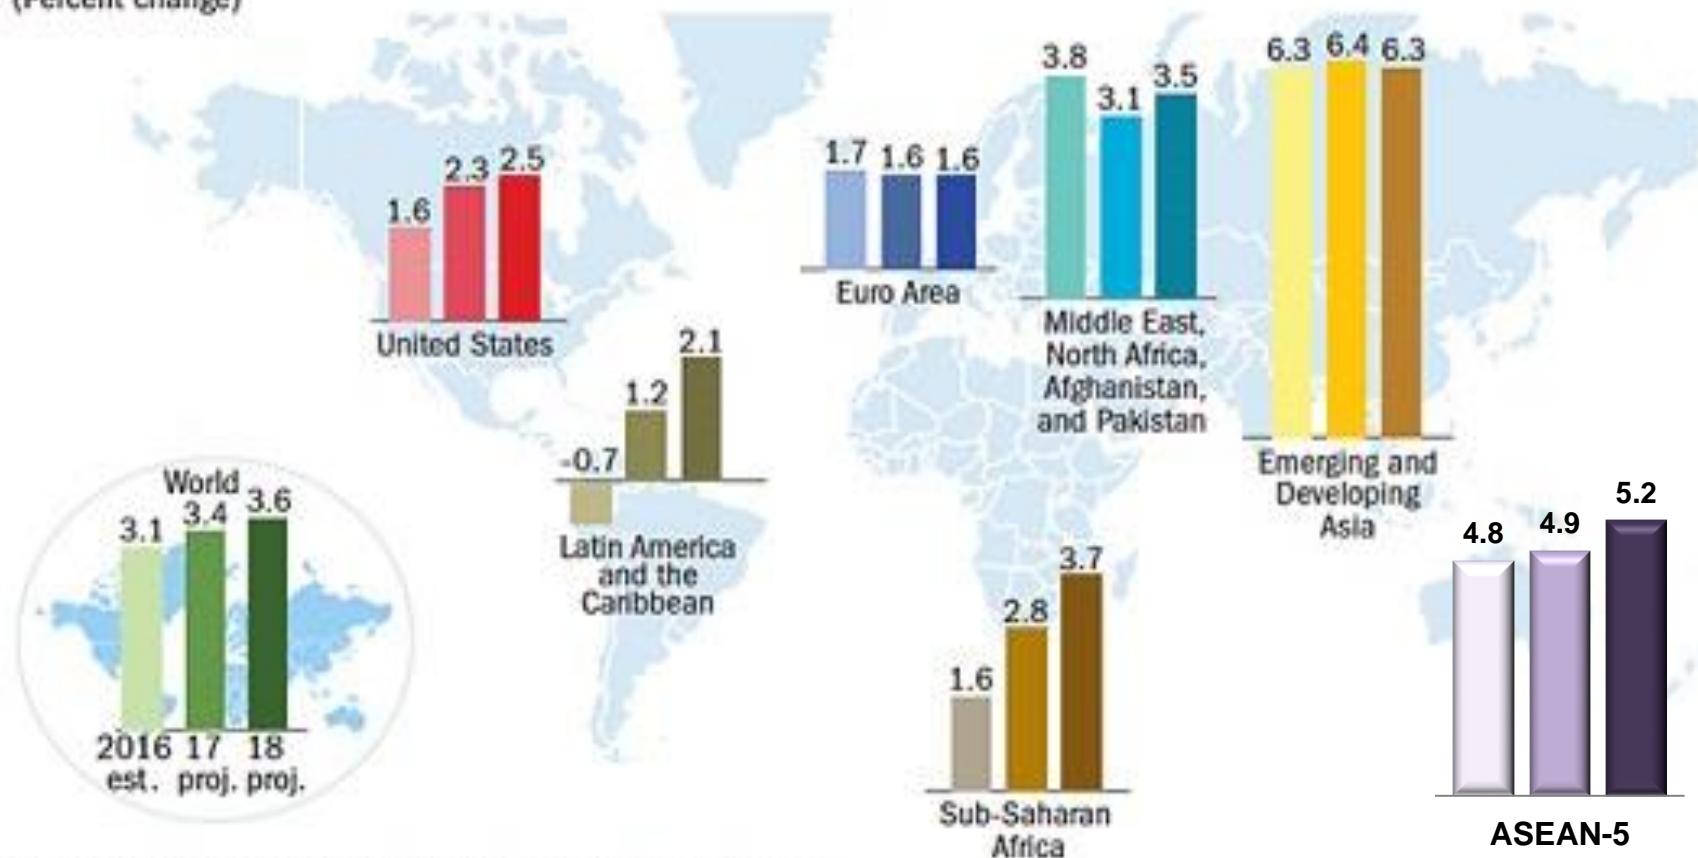 (Percent change)
1.6 2.3 2.5
United States
-0.7 1.2 2.1
Latin America
and the
Caribbean
1.7 1.6 1.6
Euro Area
3.8 3.1 3.5
Middle East,
North Africa,
Afghanistan,
and Pakistan
6.3 6.4 6.3
Emerging and
Developing
Asia
World
3.1 3.4 3.6
2016 17 18
est. proj. proj.
1.6 2.8 3.7
Sub-Saharan
Africa
4.8 4.9 5.2
ASEAN-5